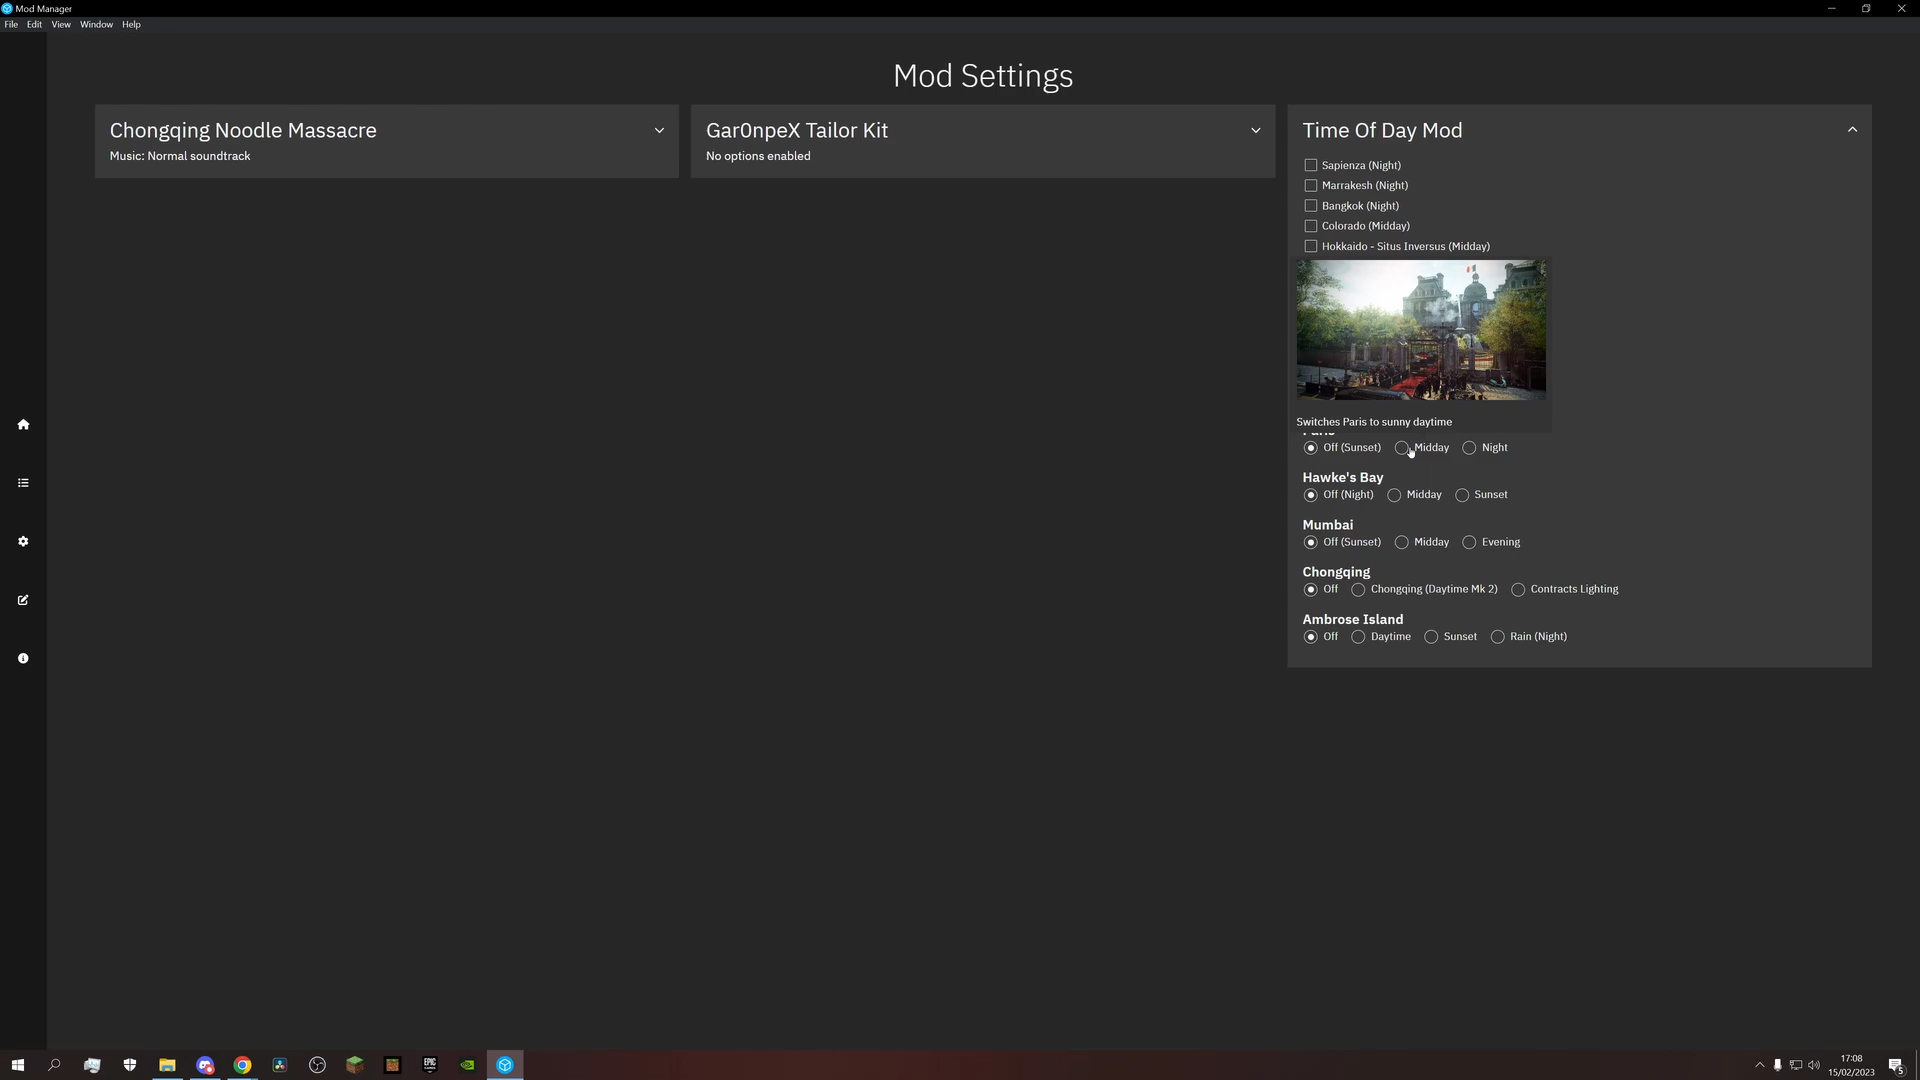 Mod Manager
File Edit View Window Help
Mod Settings
Chongqing Noodle Massacre
Music: Normal soundtrack
Gar0npeX Tailor Kit
No options enabled
Time Of Day Mod
Sapienza (Night)
Marrakesh (Night)
Bangkok (Night)
Colorado (Midday)
Hokkaido - Situs Inversus (Midday)
Switches Paris to sunny daytime
Paris
Off (Sunset) Midday Night
Hawke's Bay
Off (Night) Midday Sunset
Mumbai
Off (Sunset) Midday Evening
Chongqing
Off Chongqing (Daytime Mk 2) Contracts Lighting
Ambrose Island
Off Daytime Sunset Rain (Night)
EPIC
GAMES
17:08
15/02/2023
5